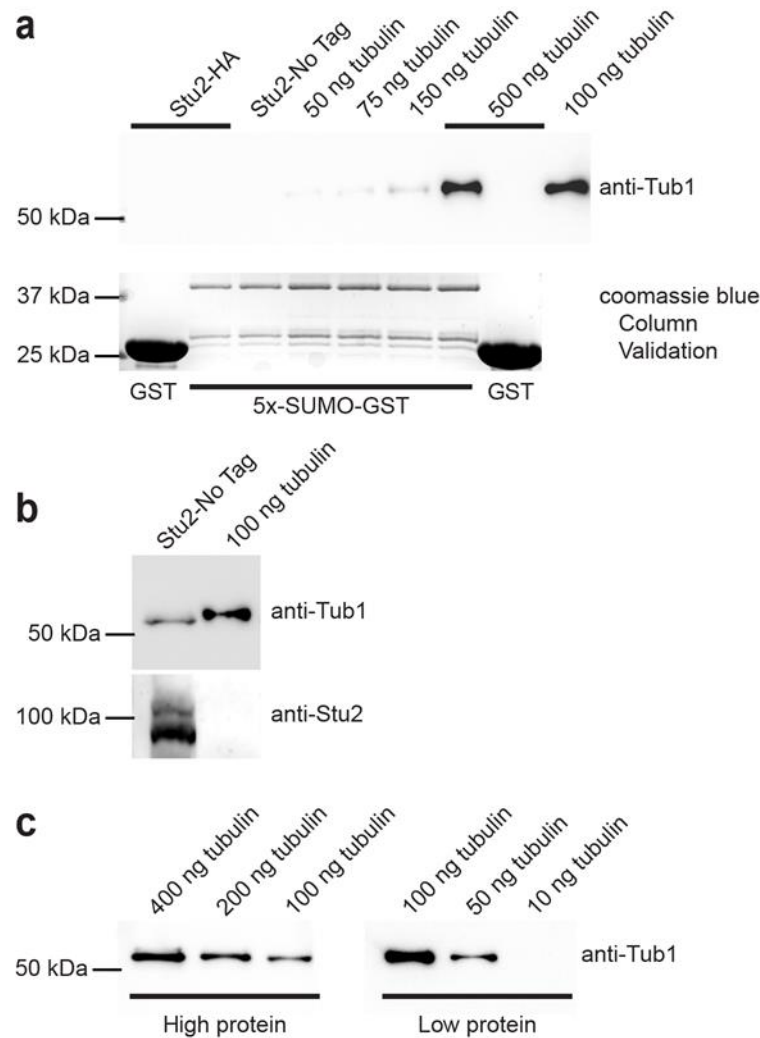 a
Stu2-HA
Stu2-No Tag
50 ng tubulin
75 ng tubulin
150 ng tubulin
500 ng tubulin
100 ng tubulin
anti-Tub1
50 kDa
37 kDa
25 kDa
coomassie blue
Column
Validation
GST
5x-SUMO-GST
GST
b
Stu2-No Tag
100 ng tubulin
50 kDa
anti-Tub1
100 kDa
anti-Stu2
c
400 ng tubulin
200 ng tubulin
100 ng tubulin
100 ng tubulin
50 ng tubulin
10 ng tubulin
50 kDa
anti-Tub1
High protein
Low protein